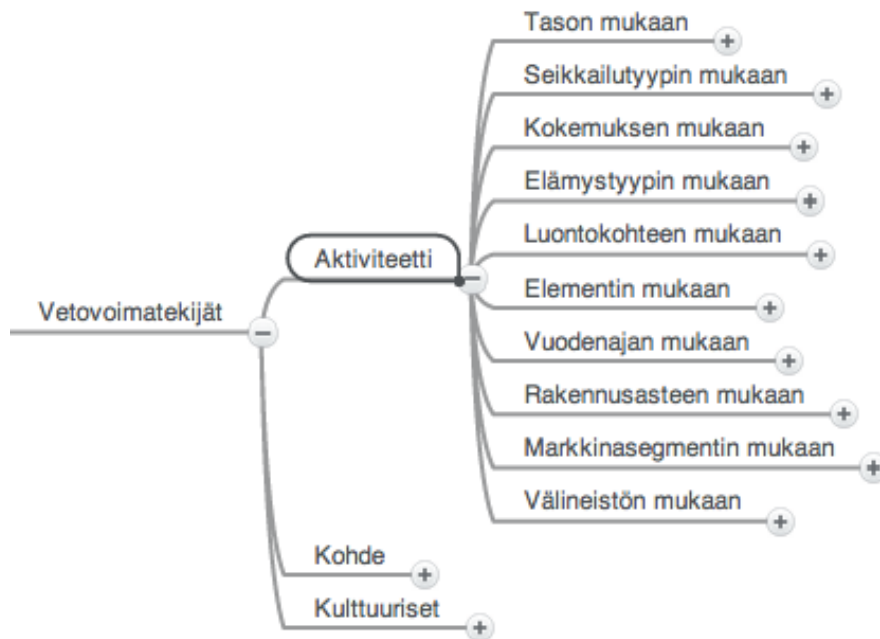 Tason mukaan
Seikkailutyypin mukaan
Kokemuksen mukaan
Elämystyypin mukaan
Luontokohteen mukaan
Aktiviteetti
Elementin mukaan
Vetovoimatekijät
Vuodenajan mukaan
Rakennusasteen mukaan
Markkinasegmentin mukaan
Välineistön mukaan
Kohde
Kulttuuriset